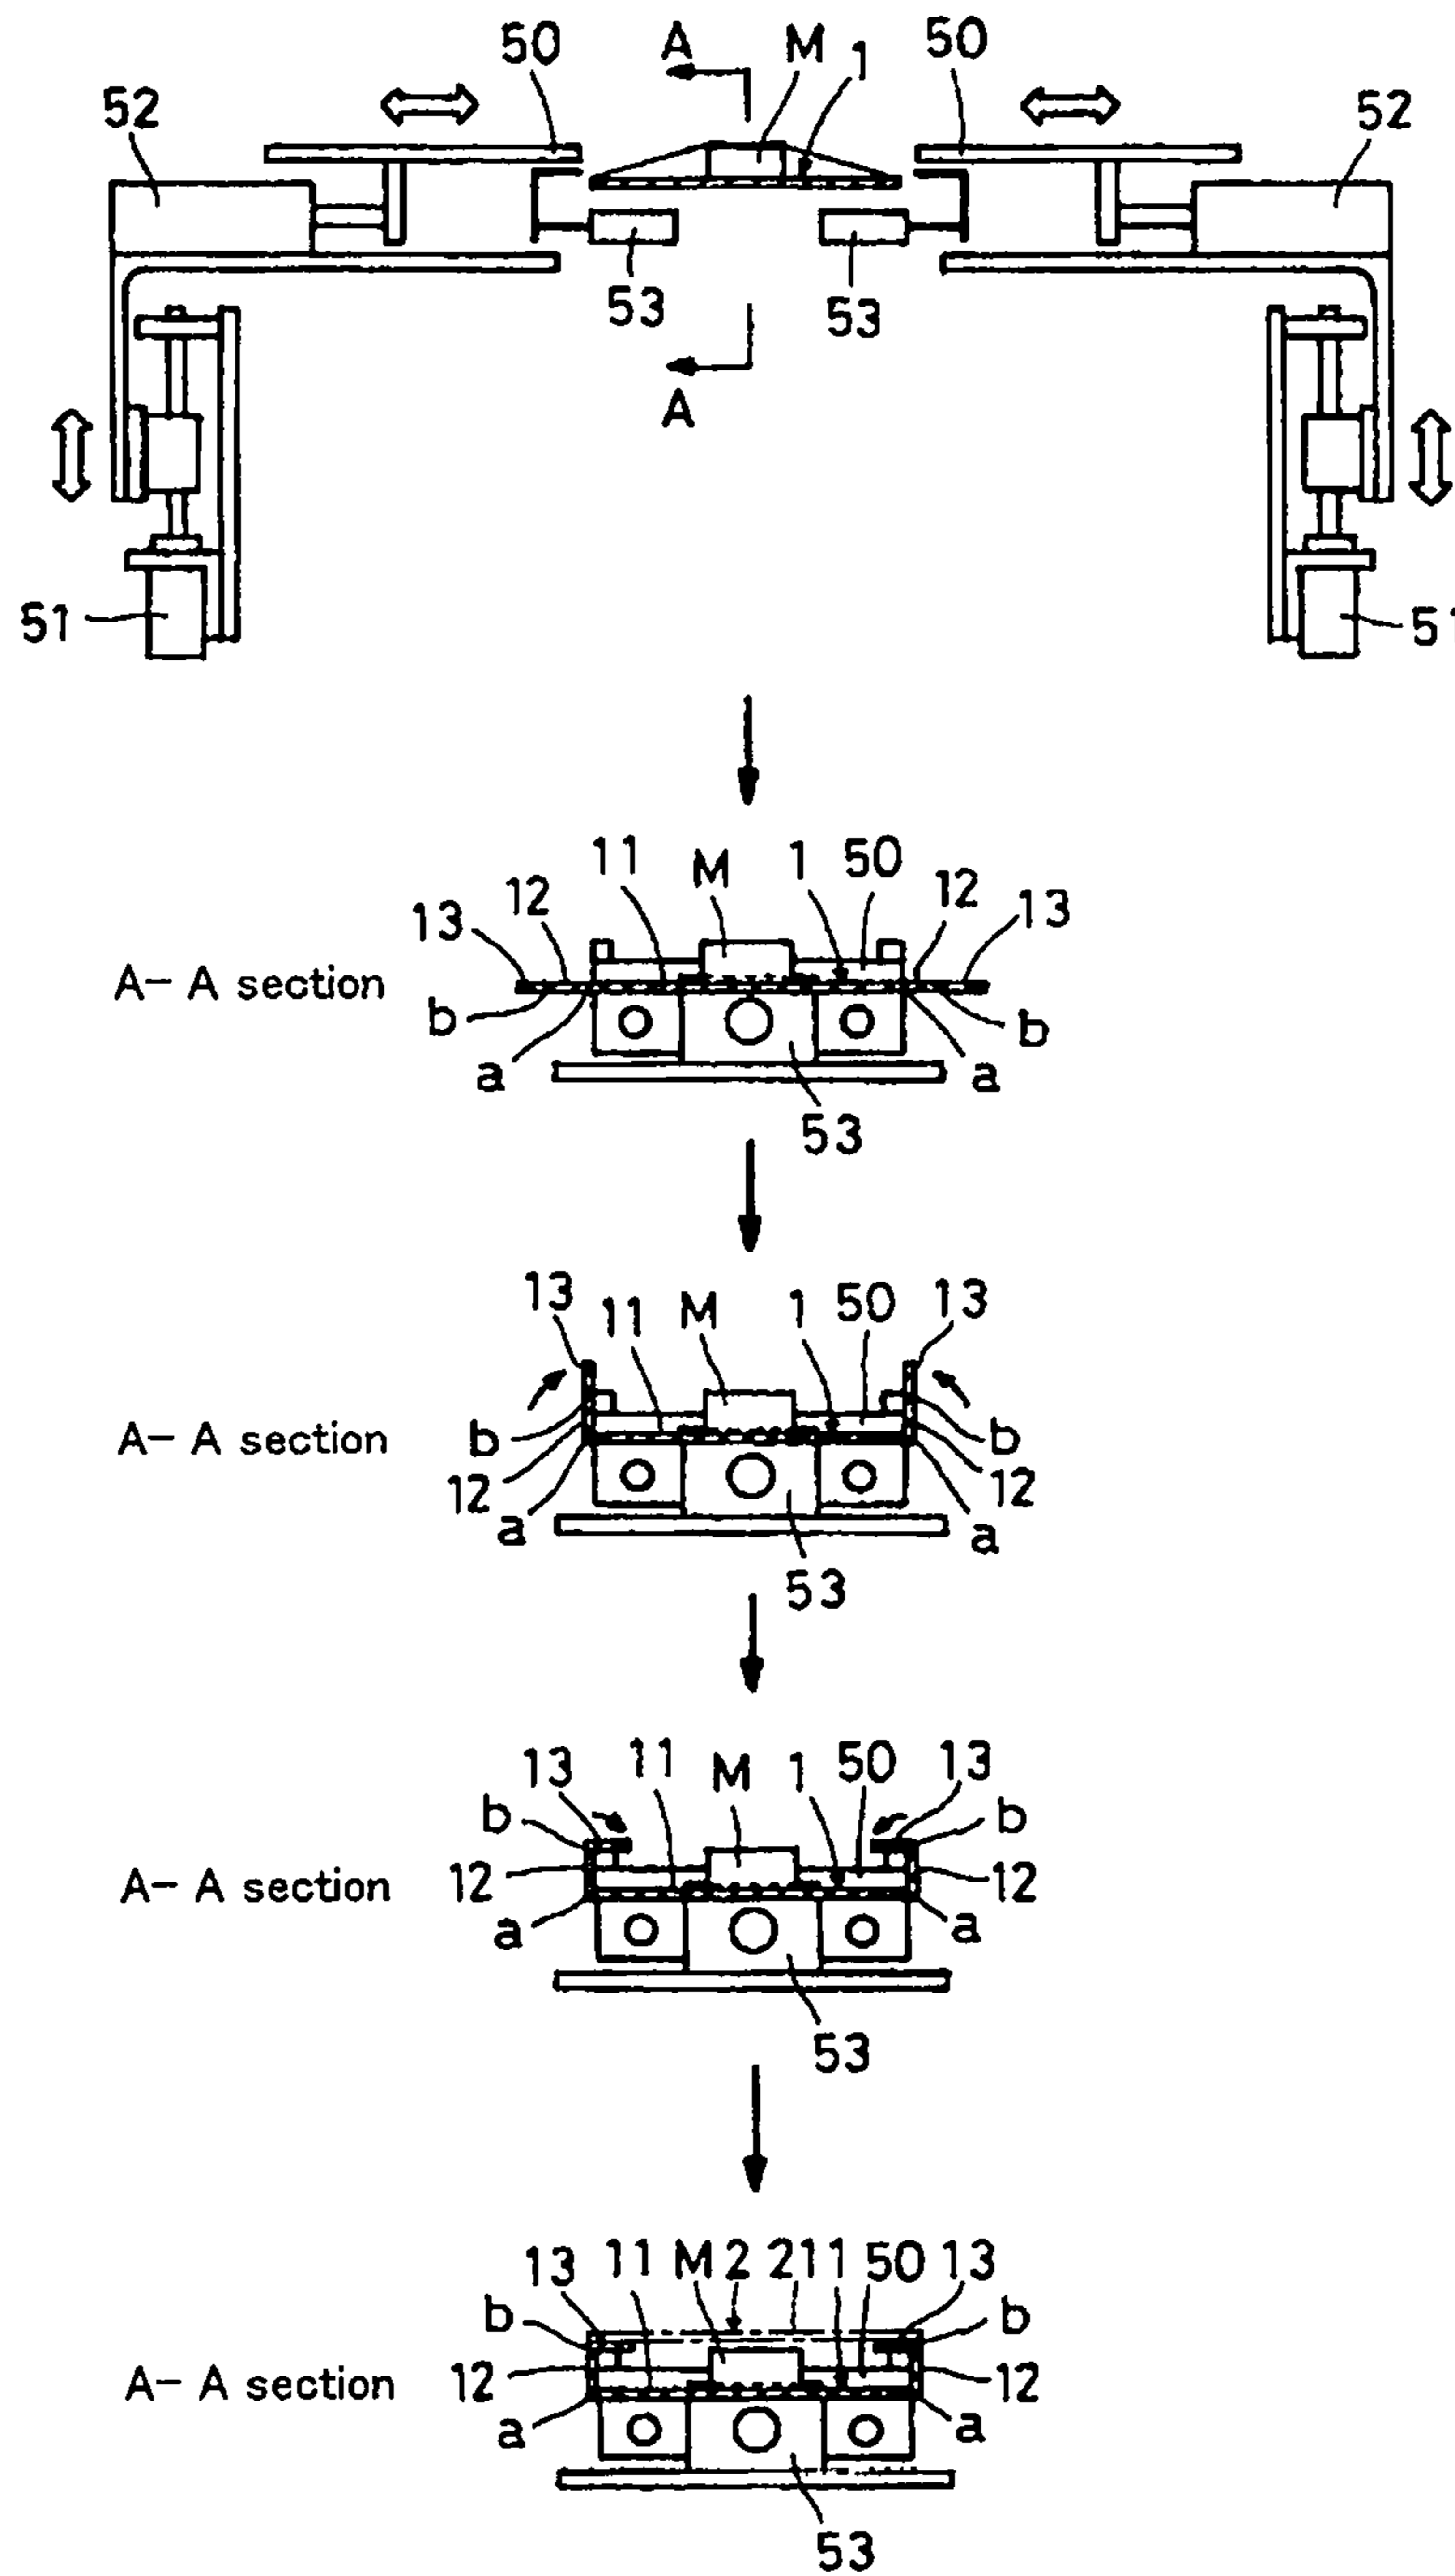 50 A M 1 50
52 52
53 53
A
51 51
11 M 1 50 12
13 12 13
A-A section
b b
a a
53
13 11 M 1 50 13
A-A section
b b
12 12
a a
53
13 11 M 1 50 13
b b
A-A section
12 12
a a
53
13 11 M 2 21 1 50 13
b b
A-A section
12 12
a a
53